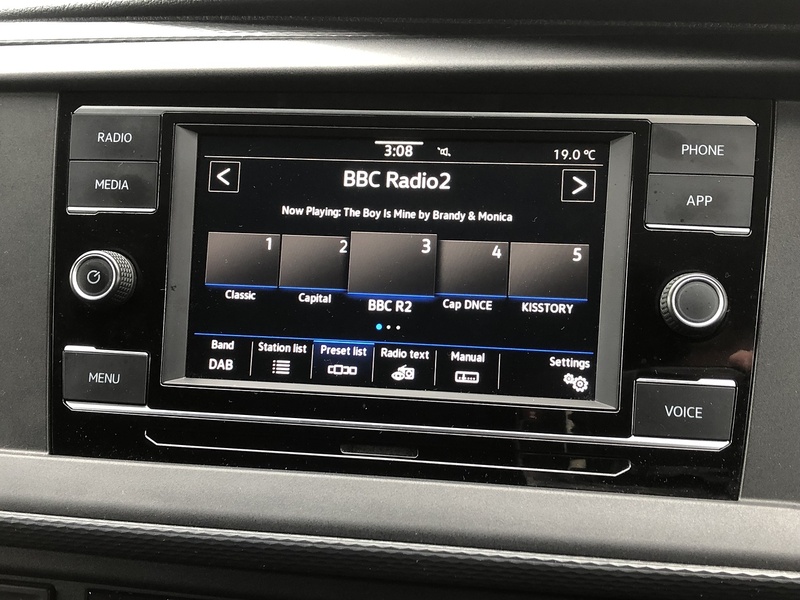 RADIO
MEDIA
MENU
3:08
19.0 °C
<
BBC Radio2
>
Now Playing: The Boy Is Mine by Brandy & Monica
1 2 3 4 5
Classic Capital BBC R2 Cap DNCE KISSTORY
Band Station list Preset list Radio text Manual Settings
DAB
PHONE
APP
VOICE